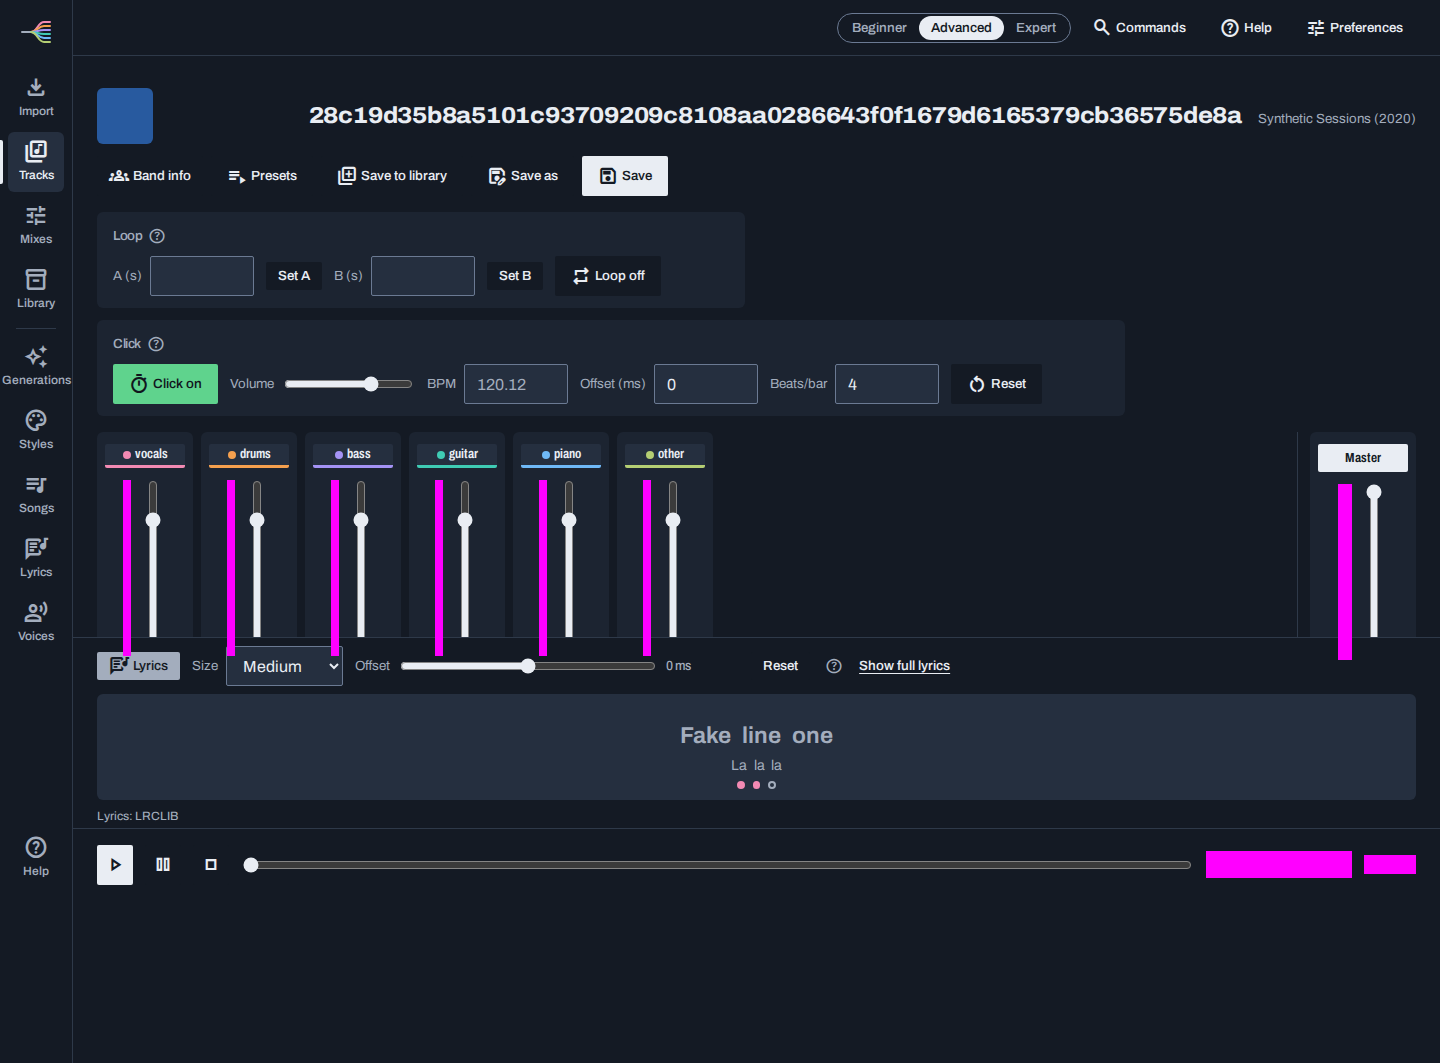 Beginner Advanced Expert Commands Help Preferences
Import
Tracks
Mixes
Library
Generations
Styles
Songs
Lyrics
Voices
Help
28c19d35b8a5101c93709209c8108aa0286643f0f1679d6165379cb36575de8a Synthetic Sessions (2020)
Band info Presets Save to library Save as Save
Loop
A (s) Set A B (s) Set B Loop off
Click
Click on Volume BPM 120.12 Offset (ms) 0 Beats/bar 4 Reset
vocals drums bass guitar piano other Master
Lyrics Size Medium Offset 0 ms Reset Show full lyrics
Fake line one
La la la
Lyrics: LRCLIB